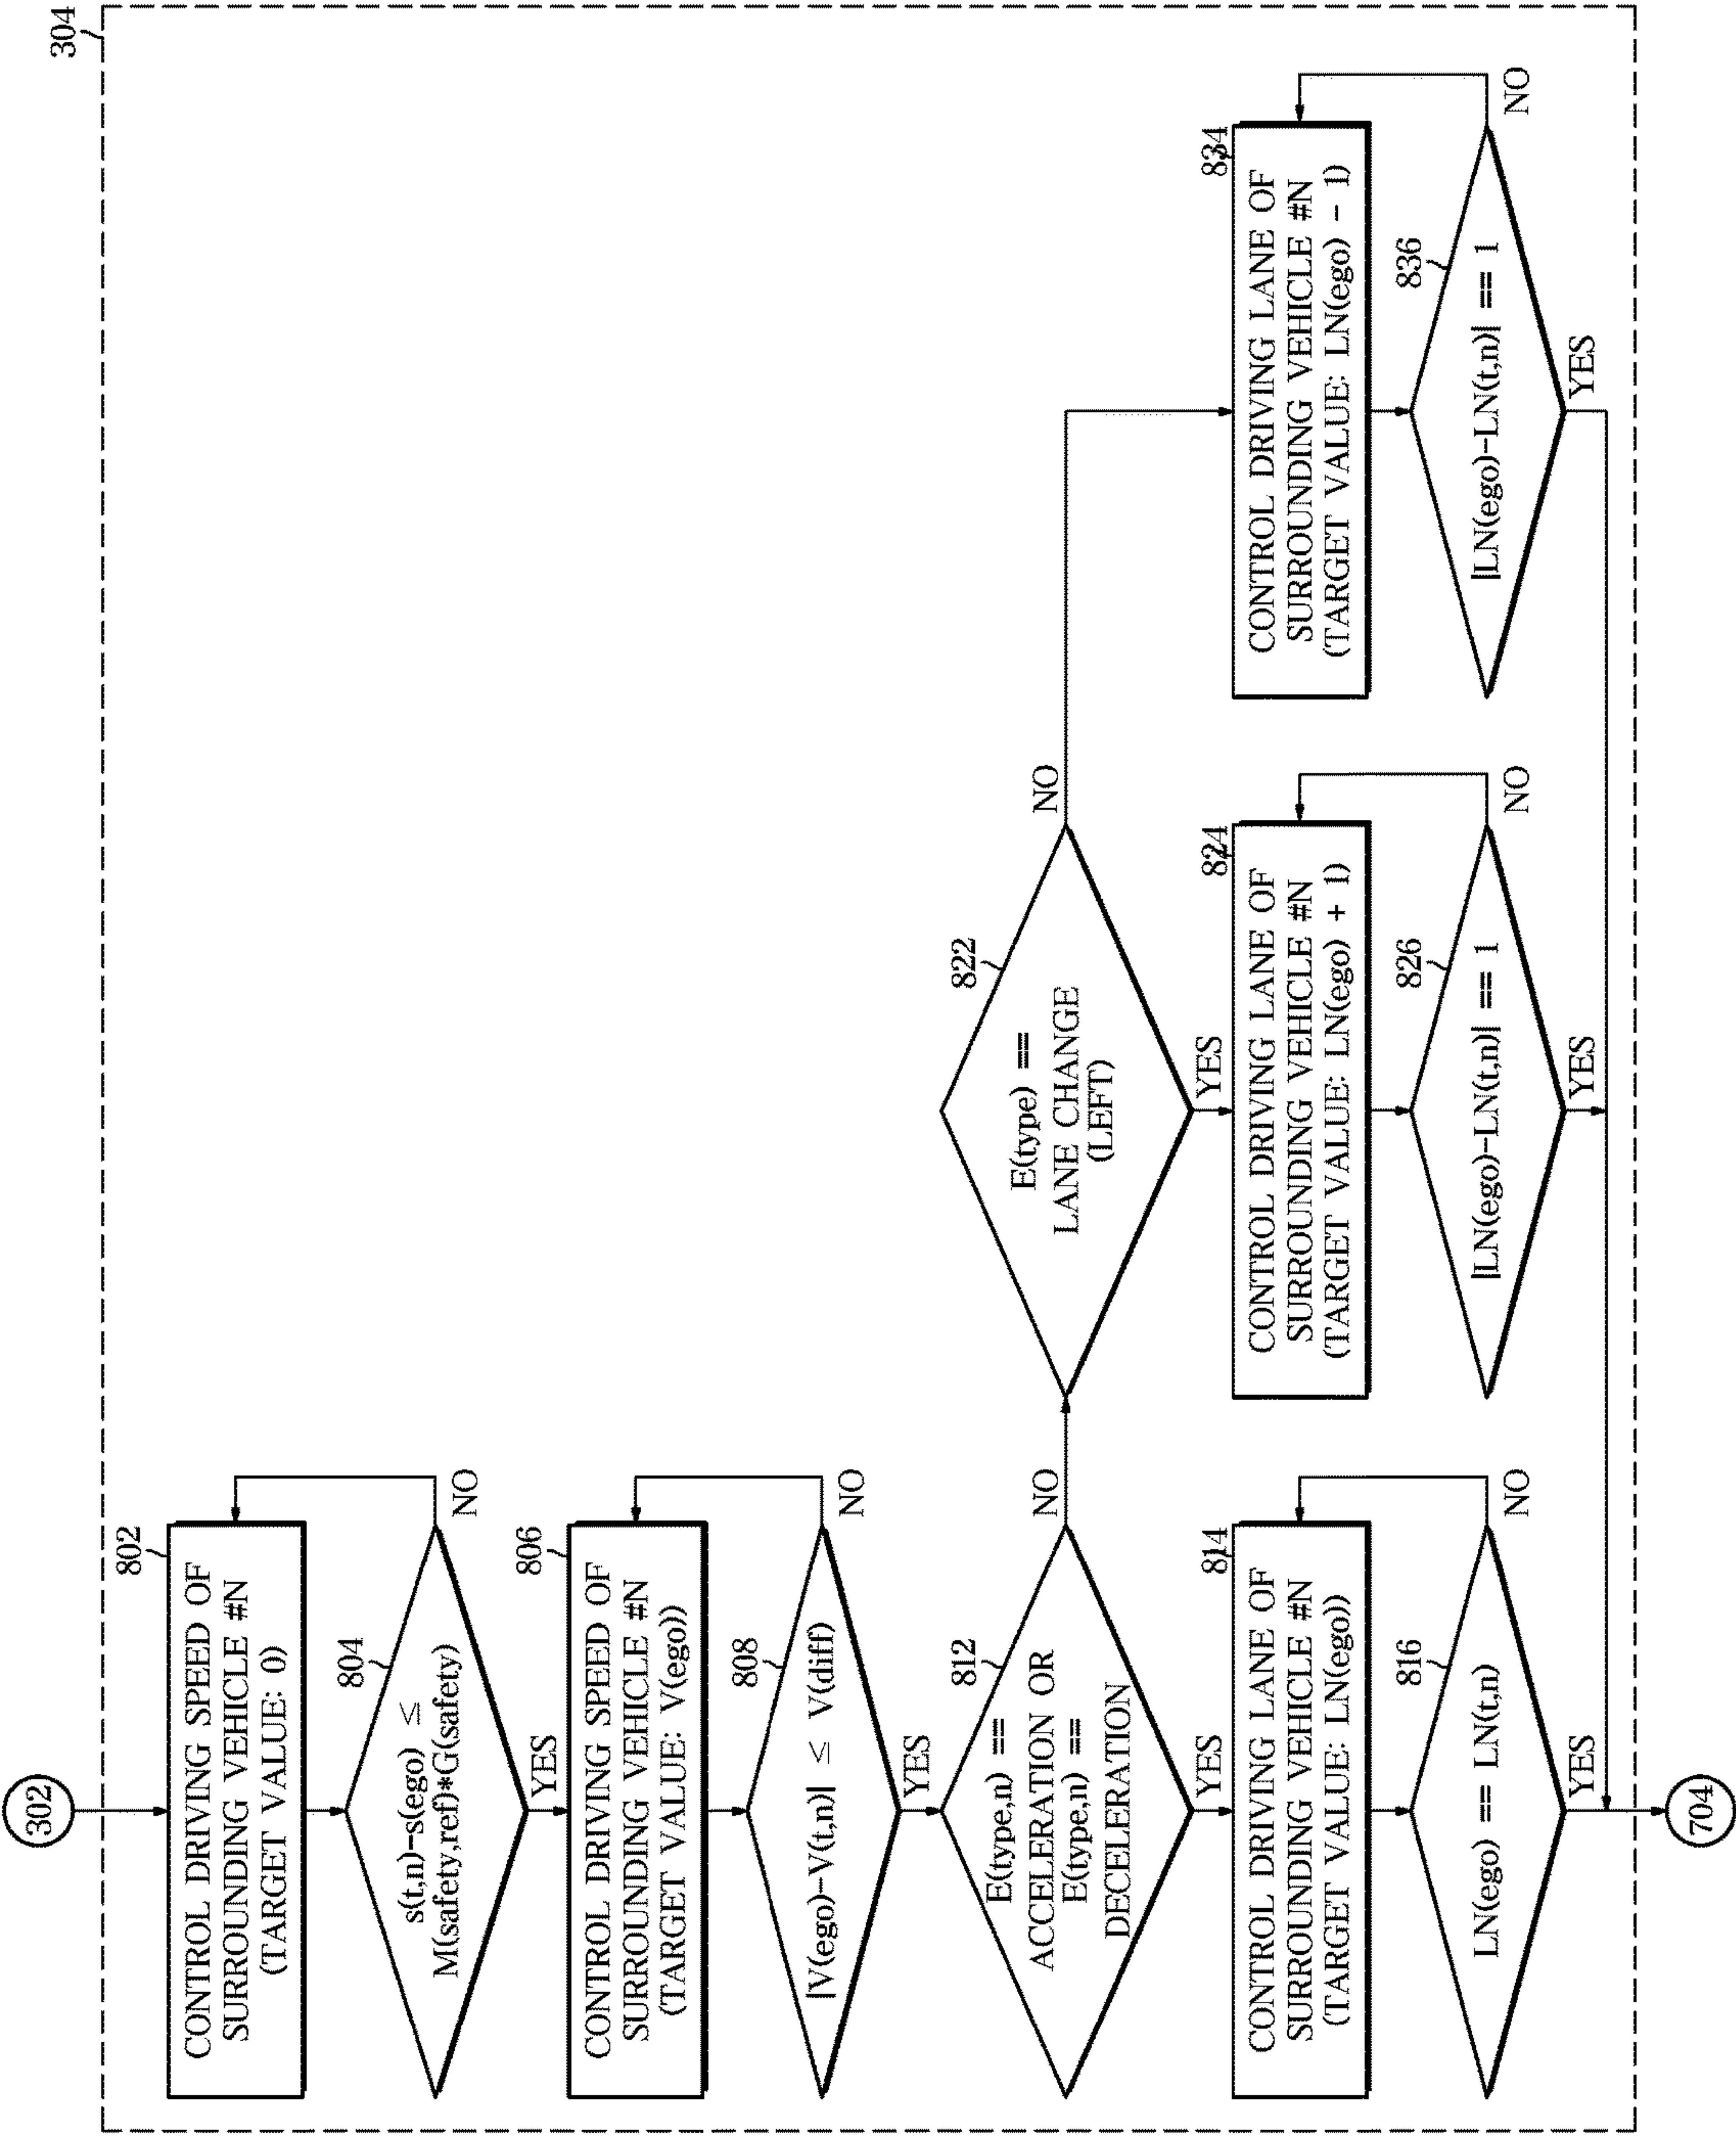 304
302
802
CONTROL DRIVING SPEED OF
SURROUNDING VEHICLE #N
(TARGET VALUE: 0)
804
s(t,n)-s(ego) ≤
M(safety,ref)*G(safety)
NO
YES
806
CONTROL DRIVING SPEED OF
SURROUNDING VEHICLE #N
(TARGET VALUE: V(ego))
808
|V(ego)-V(t,n)| ≤ V(diff)
NO
YES
812
E(type,n) ==
ACCELERATION OR
E(type,n) ==
DECELERATION
NO
YES
822
E(type) ==
LANE CHANGE
(LEFT)
NO
YES
814
CONTROL DRIVING LANE OF
SURROUNDING VEHICLE #N
(TARGET VALUE: LN(ego))
816
LN(ego) == LN(t,n)
NO
YES
824
CONTROL DRIVING LANE OF
SURROUNDING VEHICLE #N
(TARGET VALUE: LN(ego) + 1)
826
|LN(ego)-LN(t,n)| == 1
NO
YES
834
CONTROL DRIVING LANE OF
SURROUNDING VEHICLE #N
(TARGET VALUE: LN(ego) - 1)
836
|LN(ego)-LN(t,n)| == 1
NO
YES
704